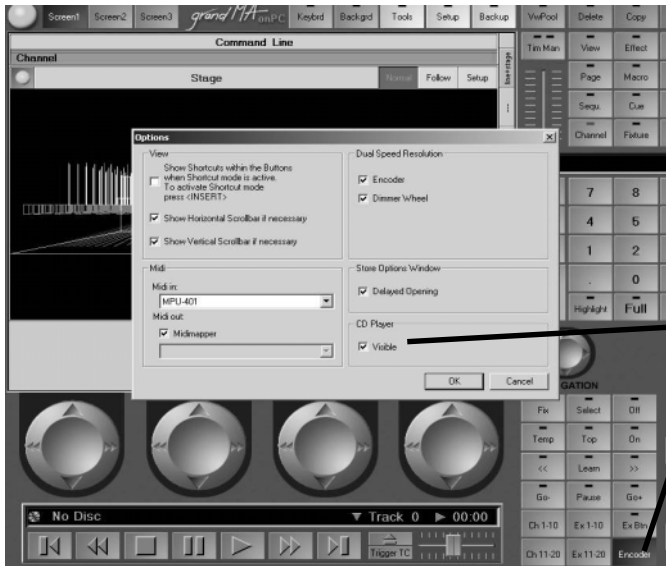 Screen1 Screen2 Screen3 grand MA onPC Keybrd Backgrd Tools Setup Backup VwPool Delete Copy
Command Line
Channel
Stage Normal Follow Setup
line+stage
Tim.Man View Effect
Page Macro
Sequ. Cue
Channel Fixture
Options
View
Show Shortcuts within the Buttons
when Shortcut mode is active.
To activate Shortcut mode
press <INSERT>
Show Horizontal Scrollbar if necessary
Show Vertical Scrollbar if necessary
Dual Speed Resolution
Encoder
Dimmer Wheel
Midi
Midi in:
MPU-401
Midi out:
Midimapper
Store Options Window
Delayed Opening
CD Player
Visible
OK Cancel
7 8
4 5
1 2
. 0
Highlight Full
GATION
Fix Select Off
Temp Top On
<< Learn >>
Go- Pause Go+
Ch 1-10 Ex 1-10 Ex Btn
Ch 11-20 Ex 11-20 Encoder
No Disc Track 0 00:00
Trigger TC